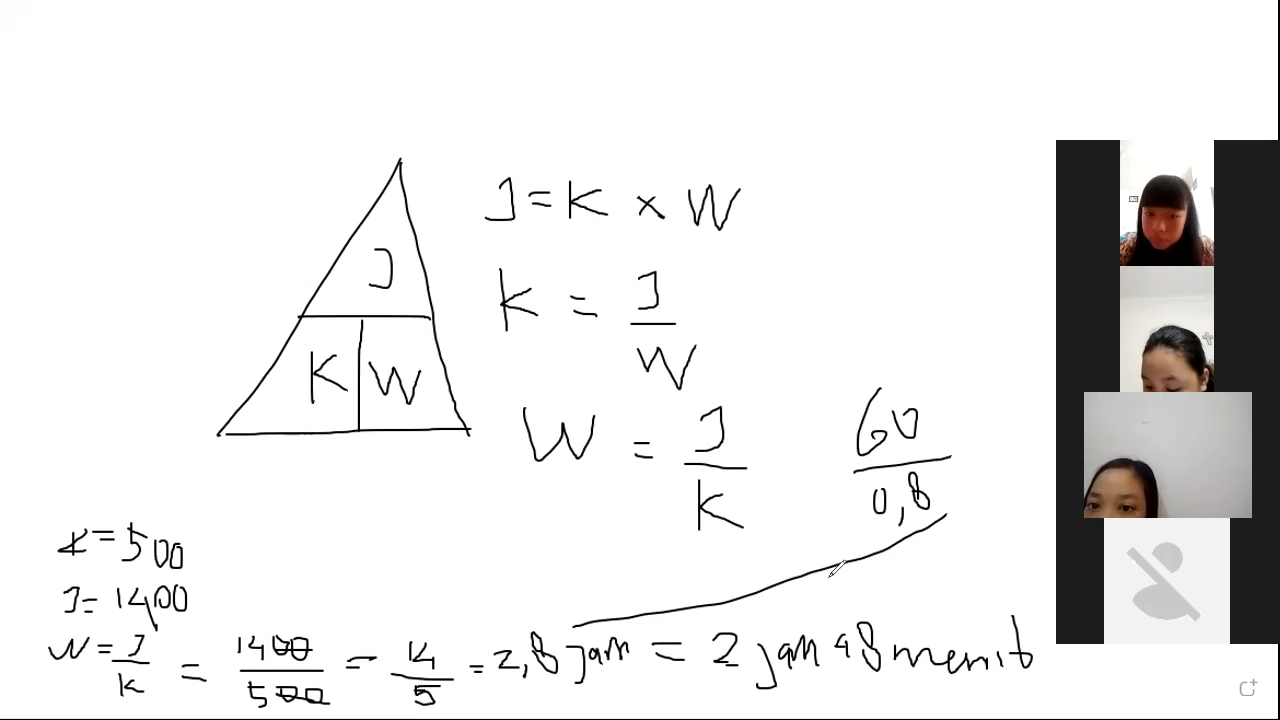 J = K × W
K = J / W
W = J / K
J
K W
60 / 0,8
K = 500
J = 1400
W = J / K = 1400 / 500 = 14 / 5 = 2,8 jam = 2 jam 48 menit